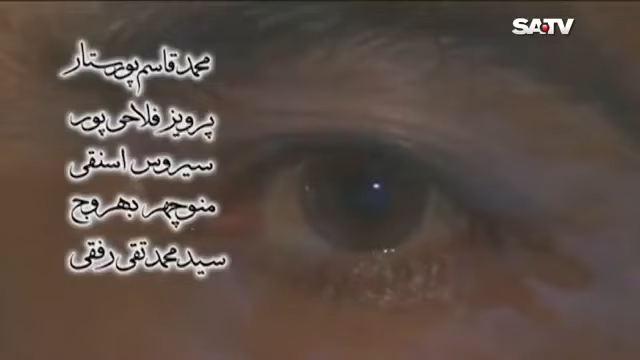 SATV
محمد قاسم پورستار
پرویز فلاحی پور
سیروس اسنقی
منوچهر بهروج
سید محمد تقی رفقی